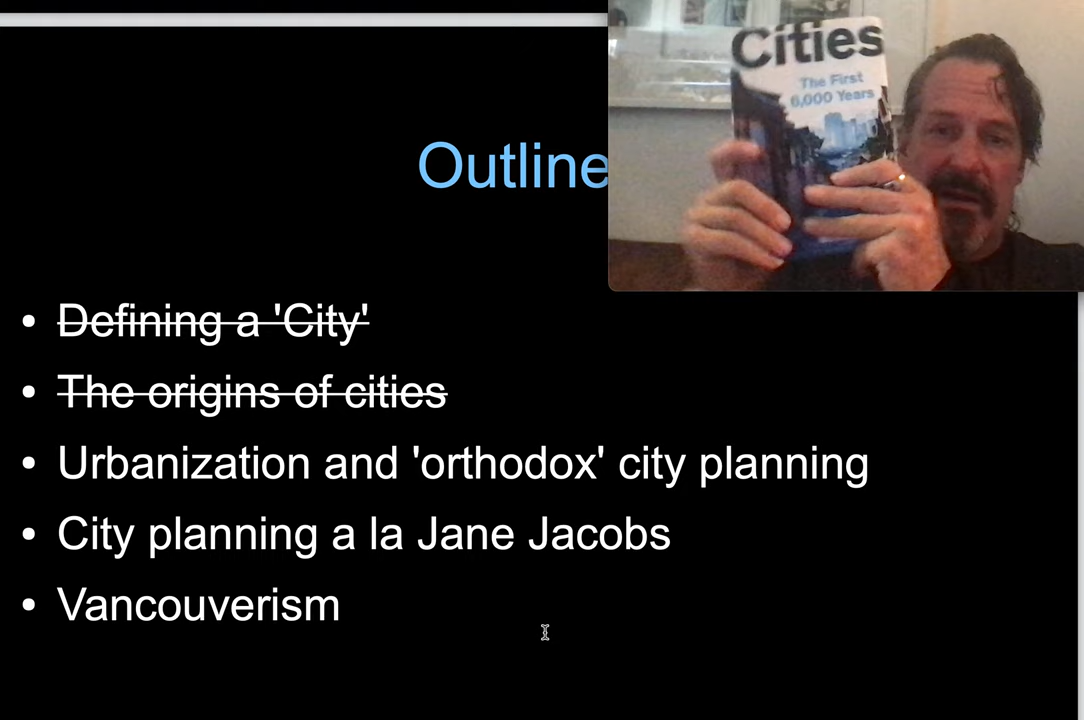 Cities
The First
6,000 Years
Outline
Defining a 'City'
The origins of cities
Urbanization and 'orthodox' city planning
City planning a la Jane Jacobs
Vancouverism